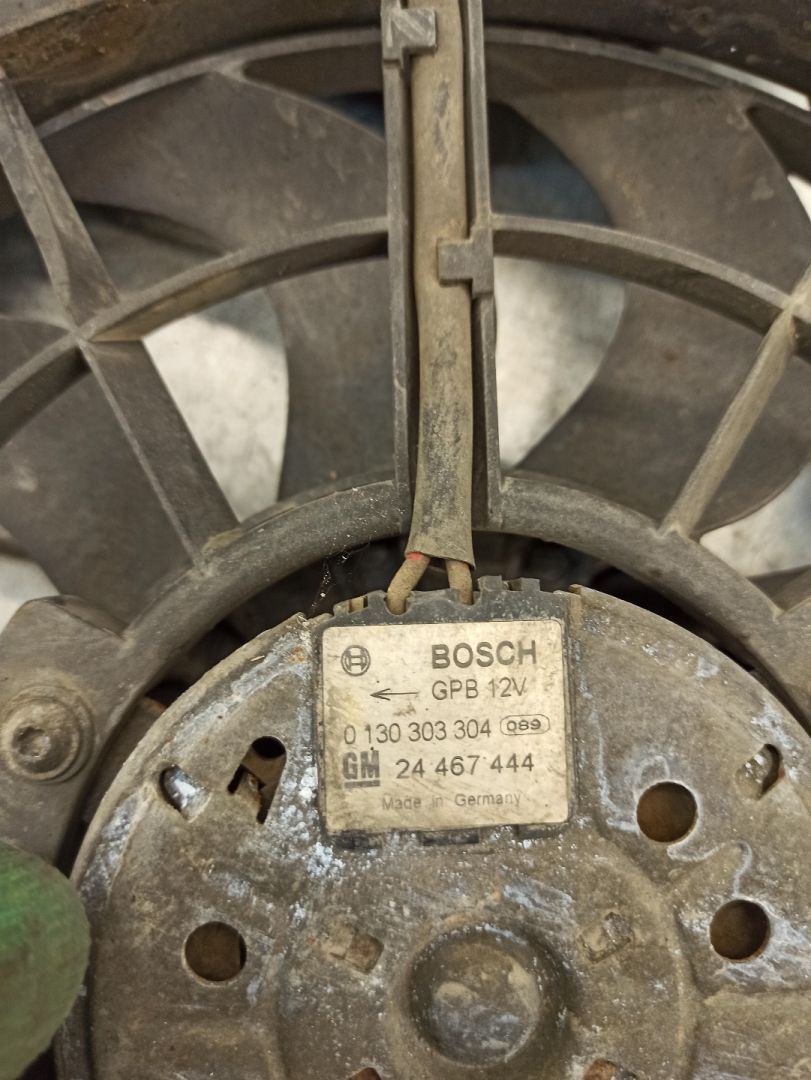 BOSCH
GPB 12V
0 130 303 304 089
GM 24 467 444
Made in Germany